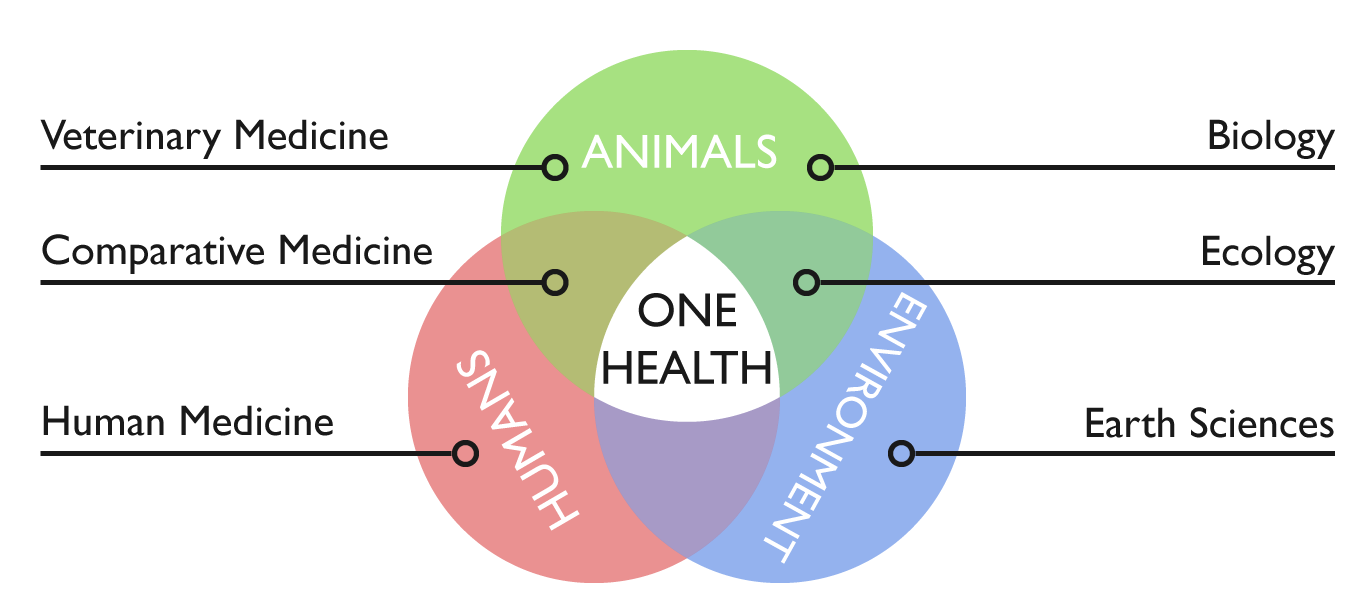 Veterinary Medicine
ANIMALS
Biology
Comparative Medicine
Ecology
ONE
HEALTH
HUMANS
ENVIRONMENT
Human Medicine
Earth Sciences